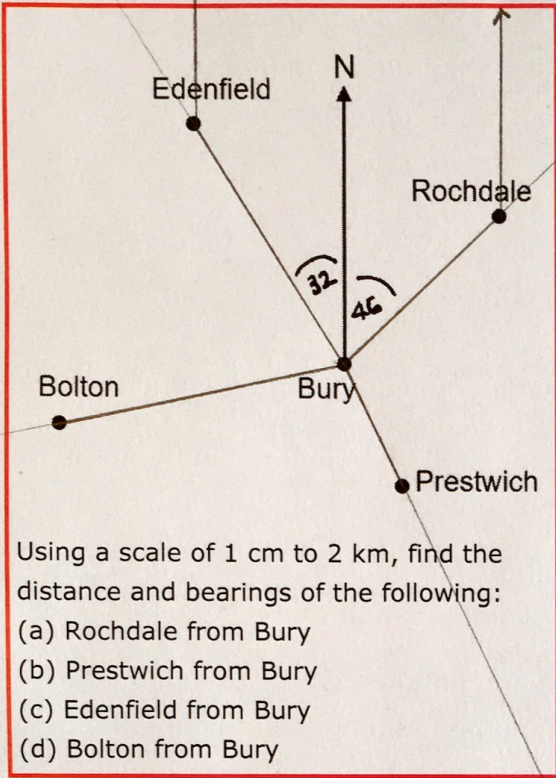 N
Edenfield
Rochdale
32
46
Bolton
Bury
Prestwich
Using a scale of 1 cm to 2 km, find the
distance and bearings of the following:
(a) Rochdale from Bury
(b) Prestwich from Bury
(c) Edenfield from Bury
(d) Bolton from Bury